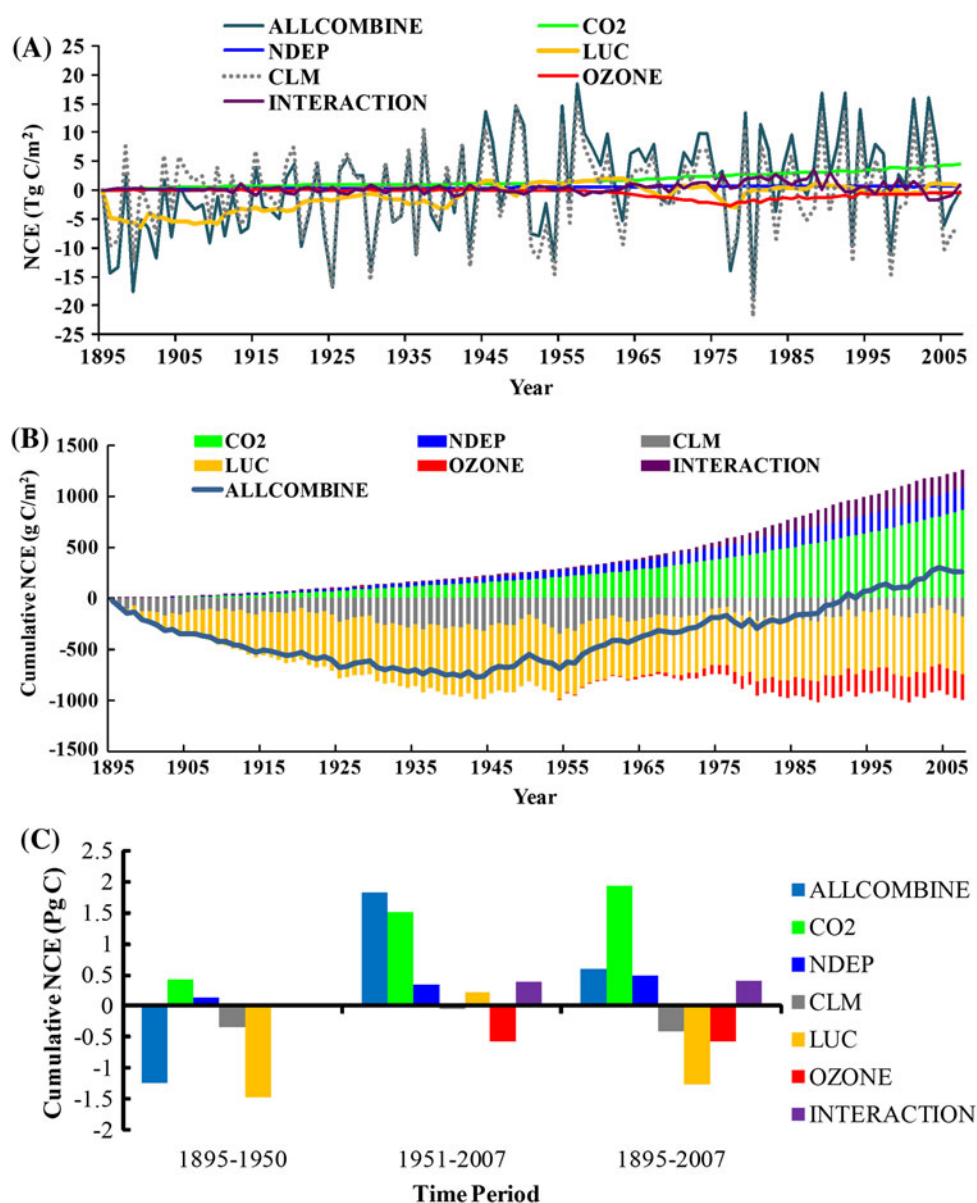 (A)
ALLCOMBINE CO2
NDEP LUC
CLM OZONE
INTERACTION
NCE (Tg C/m²)
25
20
15
10
5
0
-5
-10
-15
-20
-25
1895 1905 1915 1925 1935 1945 1955 1965 1975 1985 1995 2005
Year
(B)
CO2 NDEP CLM
LUC OZONE INTERACTION
ALLCOMBINE
Cumulative NCE (g C/m²)
1500
1000
500
0
-500
-1000
-1500
1895 1905 1915 1925 1935 1945 1955 1965 1975 1985 1995 2005
Year
(C)
Cumulative NCE (Pg C)
2.5
2
1.5
1
0.5
0
-0.5
-1
-1.5
-2
1895-1950 1951-2007 1895-2007
Time Period
ALLCOMBINE
CO2
NDEP
CLM
LUC
OZONE
INTERACTION